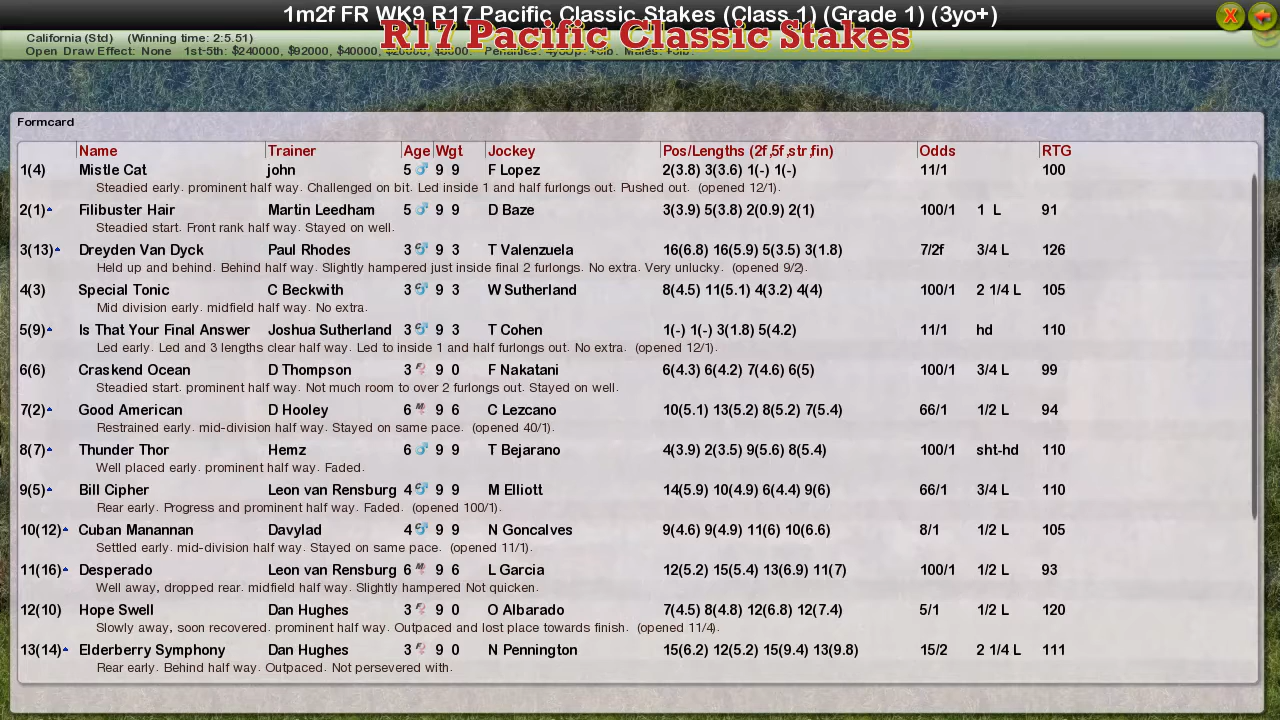 1m2f FR WK9 R17 Pacific Classic Stakes (Class 1) (Grade 1) (3yo+)
R17 Pacific Classic Stakes
California (Std) (Winning time: 2:5.51)
Open Draw Effect: None 1st-5th: $240000, $92000, $40000, Penalties: 4yoUp: +6lb. Males: +3lb.
Formcard
Name Trainer Age Wgt Jockey Pos/Lengths (2f,5f,str,fin) Odds RTG
1(4) Mistle Cat john 5 9 9 F Lopez 2(3.8) 3(3.6) 1(-) 1(-) 11/1 100
Steadied early. prominent half way. Challenged on bit. Led inside 1 and half furlongs out. Pushed out. (opened 12/1).
2(1) Filibuster Hair Martin Leedham 5 9 9 D Baze 3(3.9) 5(3.8) 2(0.9) 2(1) 100/1 1 L 91
Steadied start. Front rank half way. Stayed on well.
3(13) Dreyden Van Dyck Paul Rhodes 3 9 3 T Valenzuela 16(6.8) 16(5.9) 5(3.5) 3(1.8) 7/2f 3/4 L 126
Held up and behind. Behind half way. Slightly hampered just inside final 2 furlongs. No extra. Very unlucky. (opened 9/2).
4(3) Special Tonic C Beckwith 3 9 3 W Sutherland 8(4.5) 11(5.1) 4(3.2) 4(4) 100/1 2 1/4 L 105
Mid division early. midfield half way. No extra.
5(9) Is That Your Final Answer Joshua Sutherland 3 9 3 T Cohen 1(-) 1(-) 3(1.8) 5(4.2) 11/1 hd 110
Led early. Led and 3 lengths clear half way. Led to inside 1 and half furlongs out. No extra. (opened 12/1).
6(6) Craskend Ocean D Thompson 3 9 0 F Nakatani 6(4.3) 6(4.2) 7(4.6) 6(5) 100/1 3/4 L 99
Steadied start. prominent half way. Not much room to over 2 furlongs out. Stayed on well.
7(2) Good American D Hooley 6 9 6 C Lezcano 10(5.1) 13(5.2) 8(5.2) 7(5.4) 66/1 1/2 L 94
Restrained early. mid-division half way. Stayed on same pace. (opened 40/1).
8(7) Thunder Thor Hemz 6 9 9 T Bejarano 4(3.9) 2(3.5) 9(5.6) 8(5.4) 100/1 sht-hd 110
Well placed early. prominent half way. Faded.
9(5) Bill Cipher Leon van Rensburg 4 9 9 M Elliott 14(5.9) 10(4.9) 6(4.4) 9(6) 66/1 3/4 L 110
Rear early. Progress and prominent half way. Faded. (opened 100/1).
10(12) Cuban Manannan Davylad 4 9 9 N Goncalves 9(4.6) 9(4.9) 11(6) 10(6.6) 8/1 1/2 L 105
Settled early. mid-division half way. Stayed on same pace. (opened 11/1).
11(16) Desperado Leon van Rensburg 6 9 6 L Garcia 12(5.2) 15(5.4) 13(6.9) 11(7) 100/1 1/2 L 93
Well away, dropped rear. midfield half way. Slightly hampered Not quicken.
12(10) Hope Swell Dan Hughes 3 9 0 O Albarado 7(4.5) 8(4.8) 12(6.8) 12(7.4) 5/1 1/2 L 120
Slowly away, soon recovered. prominent half way. Outpaced and lost place towards finish. (opened 11/4).
13(14) Elderberry Symphony Dan Hughes 3 9 0 N Pennington 15(6.2) 12(5.2) 15(9.4) 13(9.8) 15/2 2 1/4 L 111
Rear early. Behind half way. Outpaced. Not persevered with.